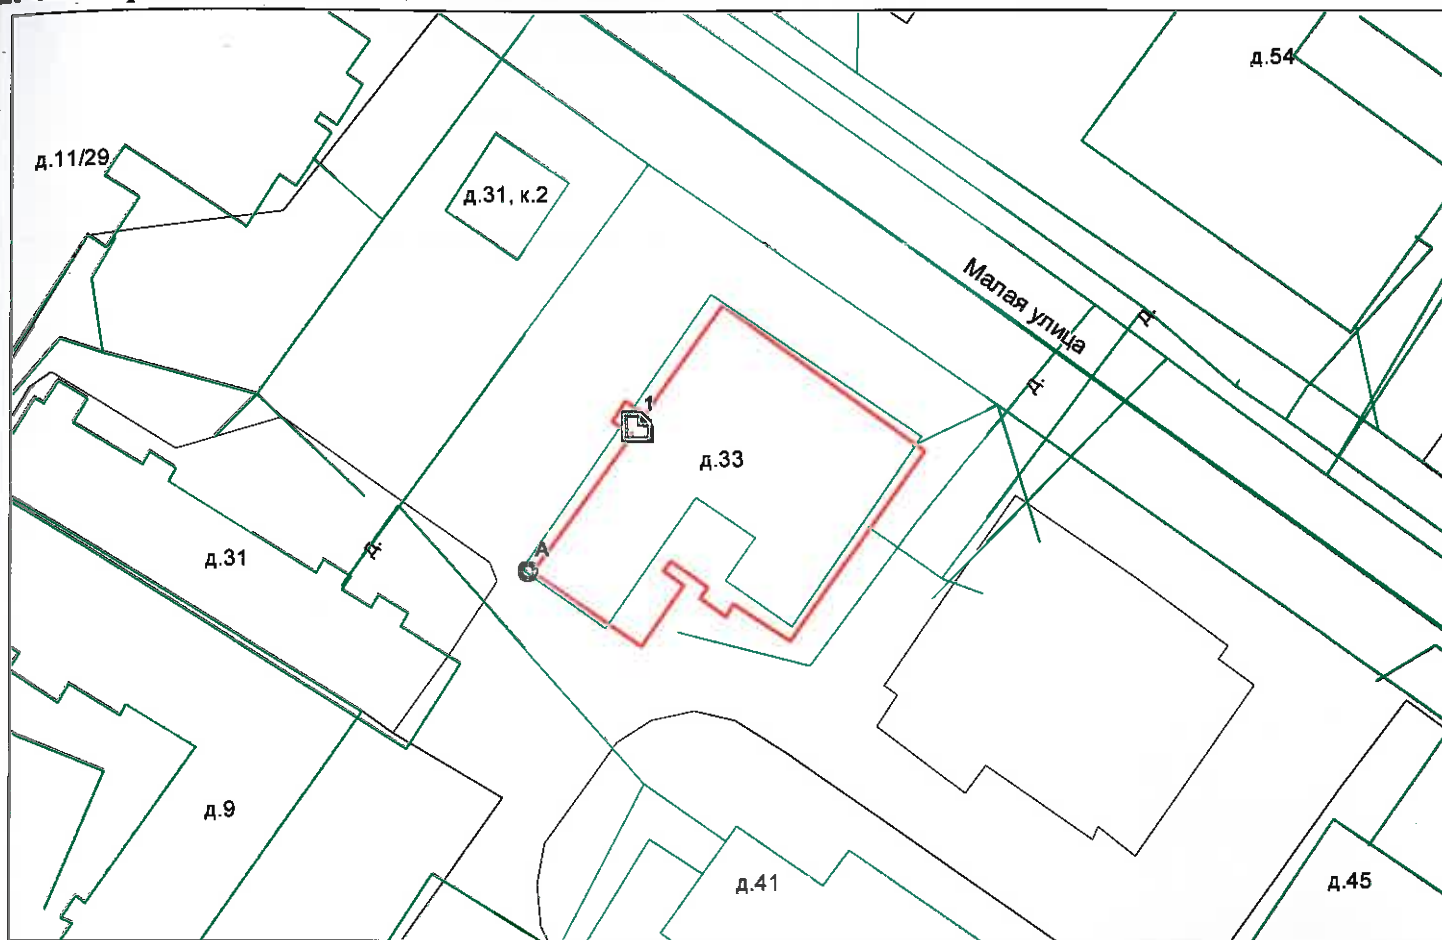 д.54
д.11/29
д.31, к.2
Малая улица
д.
д.
1
д.33
А
д.
д.31
д.9
д.41
д.45